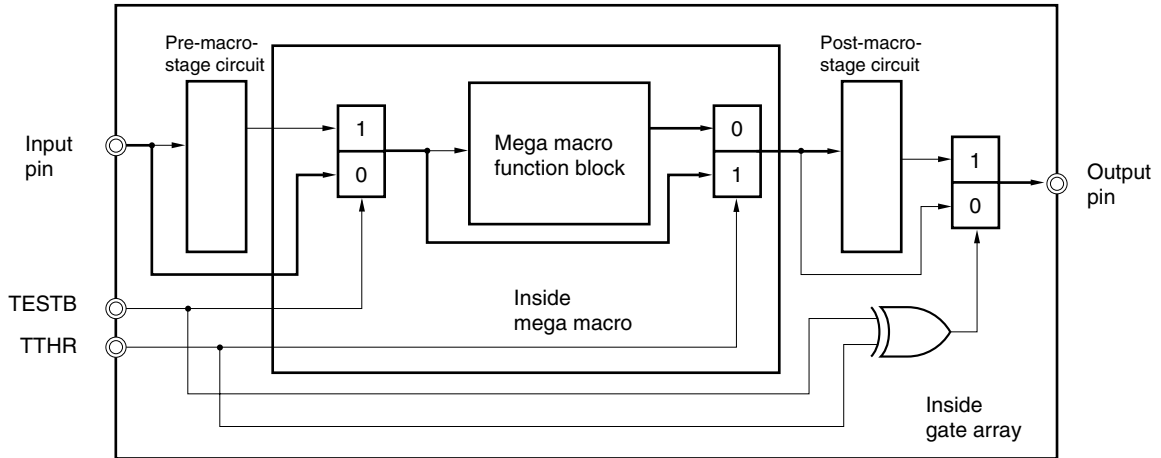 Pre-macro-
stage circuit
Post-macro-
stage circuit
Input
pin
1
0
Mega macro
function block
0
1
1
0
Output
pin
TESTB
TTHR
Inside
mega macro
Inside
gate array